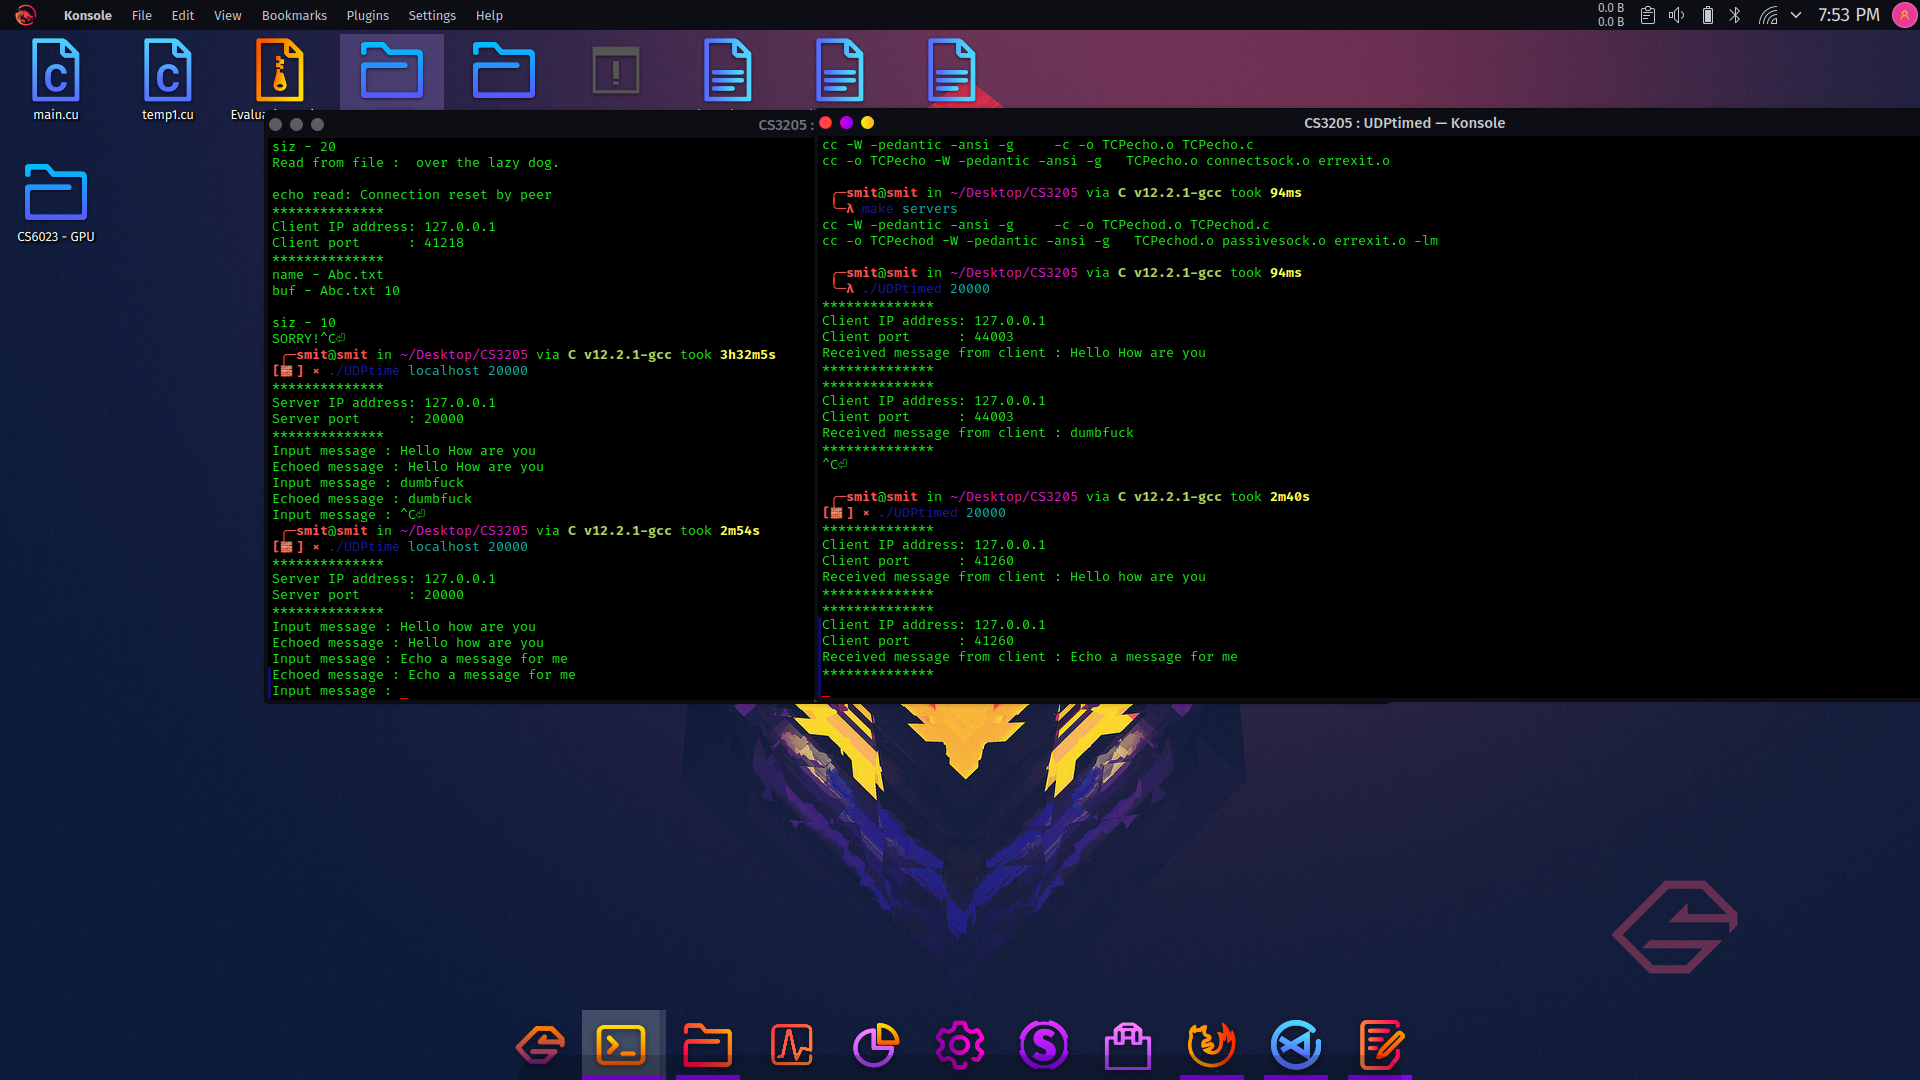 Konsole File Edit View Bookmarks Plugins Settings Help
0.0 B
0.0 B
7:53 PM
main.cu
temp1.cu
Evalua
CS6023 - GPU
CS3205 :
siz - 20
Read from file :  over the lazy dog.
echo read: Connection reset by peer
**************
Client IP address: 127.0.0.1
Client port      : 41218
**************
name - Abc.txt
buf - Abc.txt 10
siz - 10
SORRY!^C⏎
╭─smit@smit in ~/Desktop/CS3205 via C v12.2.1-gcc took 3h32m5s
[🧱] × ./UDPtime localhost 20000
**************
Server IP address: 127.0.0.1
Server port      : 20000
**************
Input message : Hello How are you
Echoed message : Hello How are you
Input message : dumbfuck
Echoed message : dumbfuck
Input message : ^C⏎
╭─smit@smit in ~/Desktop/CS3205 via C v12.2.1-gcc took 2m54s
[🧱] × ./UDPtime localhost 20000
**************
Server IP address: 127.0.0.1
Server port      : 20000
**************
Input message : Hello how are you
Echoed message : Hello how are you
Input message : Echo a message for me
Echoed message : Echo a message for me
Input message : _
CS3205 : UDPtimed — Konsole
cc -W -pedantic -ansi -g     -c -o TCPecho.o TCPecho.c
cc -o TCPecho -W -pedantic -ansi -g   TCPecho.o connectsock.o errexit.o
╭─smit@smit in ~/Desktop/CS3205 via C v12.2.1-gcc took 94ms
╰─λ make servers
cc -W -pedantic -ansi -g     -c -o TCPechod.o TCPechod.c
cc -o TCPechod -W -pedantic -ansi -g   TCPechod.o passivesock.o errexit.o -lm
╭─smit@smit in ~/Desktop/CS3205 via C v12.2.1-gcc took 94ms
╰─λ ./UDPtimed 20000
**************
Client IP address: 127.0.0.1
Client port      : 44003
Received message from client : Hello How are you
**************
**************
Client IP address: 127.0.0.1
Client port      : 44003
Received message from client : dumbfuck
**************
^C⏎
╭─smit@smit in ~/Desktop/CS3205 via C v12.2.1-gcc took 2m40s
[🧱] × ./UDPtimed 20000
**************
Client IP address: 127.0.0.1
Client port      : 41260
Received message from client : Hello how are you
**************
**************
Client IP address: 127.0.0.1
Client port      : 41260
Received message from client : Echo a message for me
**************
_